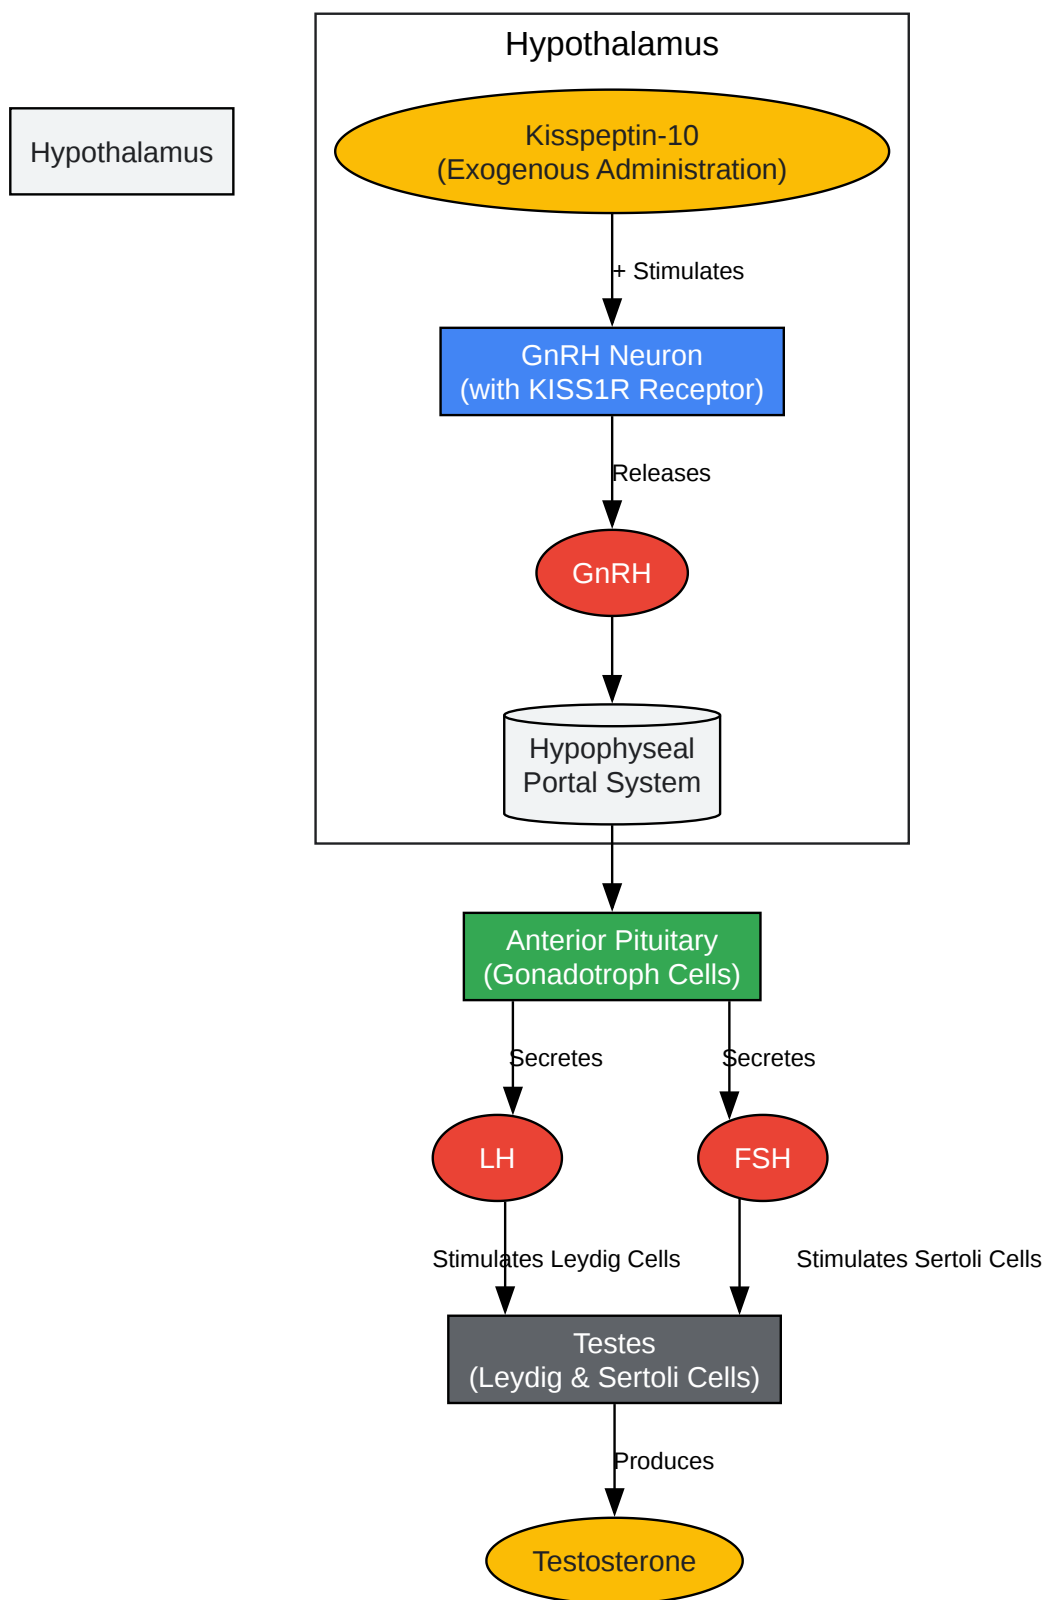 Hypothalamus
Hypothalamus
Kisspeptin-10
(Exogenous Administration)
+ Stimulates
GnRH Neuron
(with KISS1R Receptor)
Releases
GnRH
Hypophyseal
Portal System
Anterior Pituitary
(Gonadotroph Cells)
Secretes
Secretes
LH
FSH
Stimulates Leydig Cells
Stimulates Sertoli Cells
Testes
(Leydig & Sertoli Cells)
Produces
Testosterone